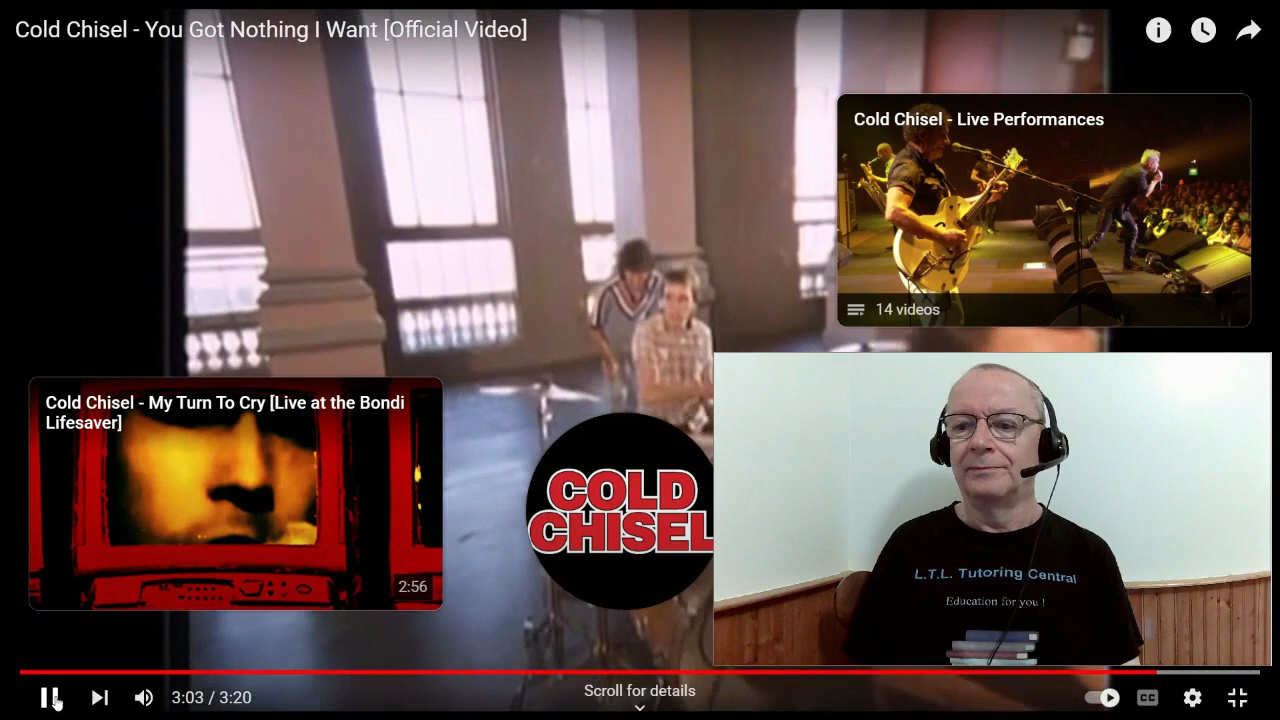 Cold Chisel - You Got Nothing I Want [Official Video]
Cold Chisel - Live Performances
14 videos
Cold Chisel - My Turn To Cry [Live at the Bondi
Lifesaver]
2:56
COLD
CHISEL
L.T.L. Tutoring Central
Education for you !
3:03 / 3:20
Scroll for details
CC